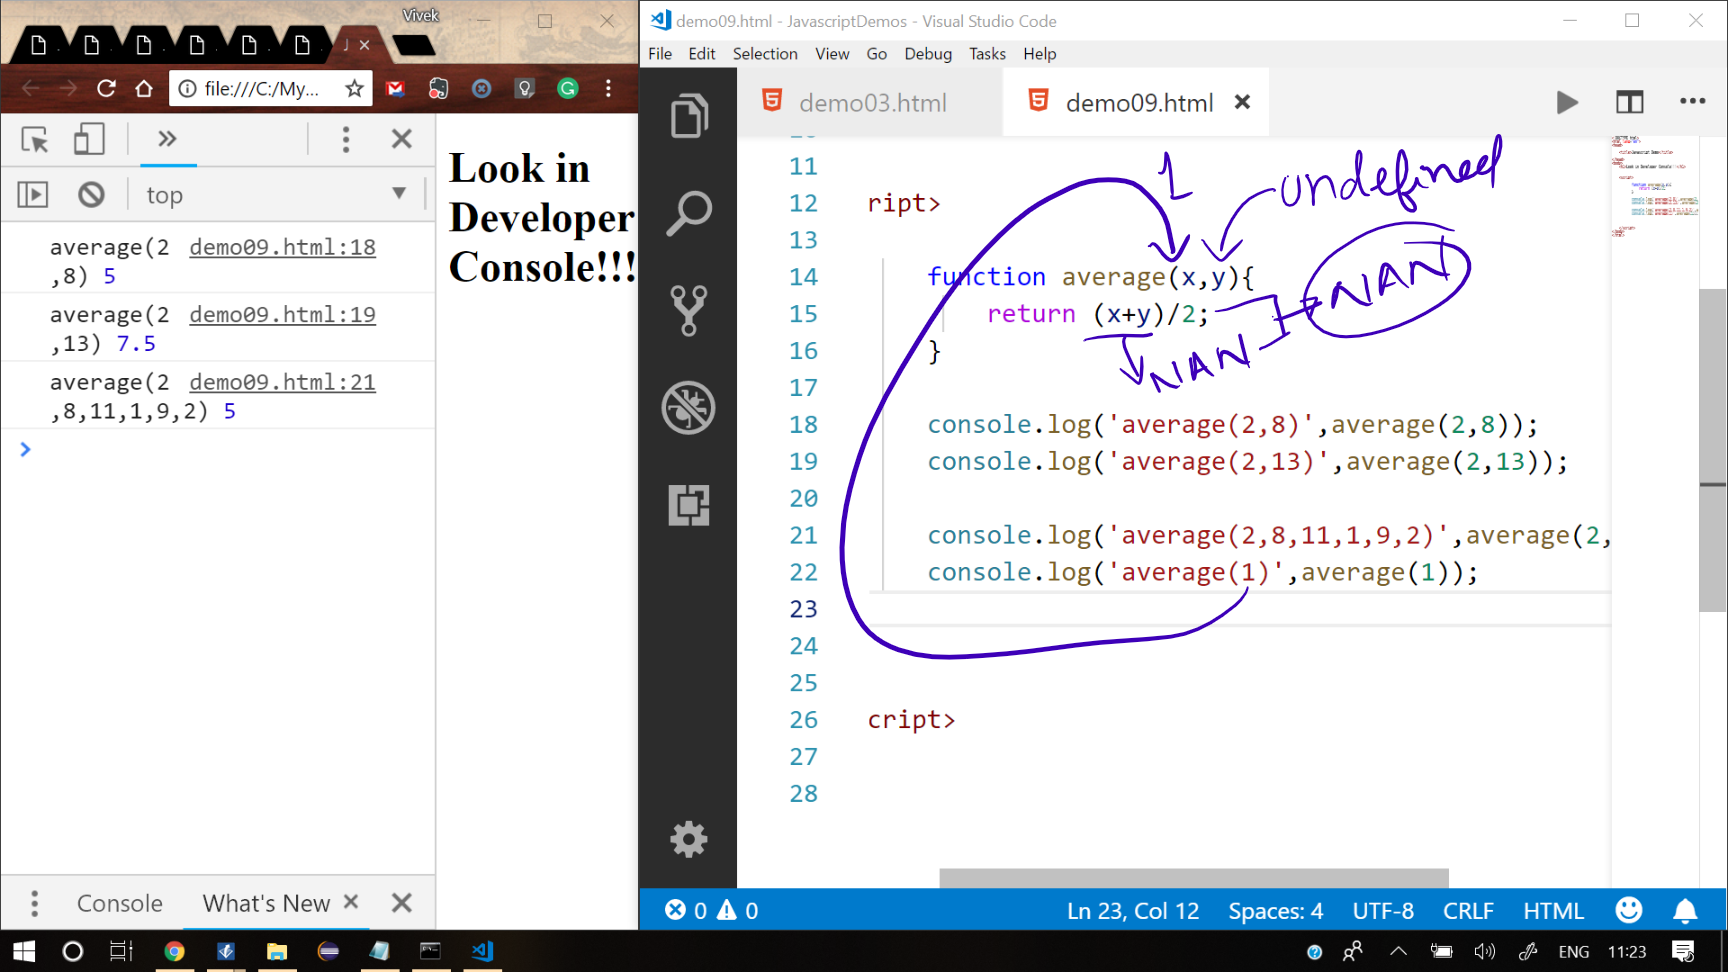 Vivek
file:///C:/My...
top
average(2 demo09.html:18
,8) 5
average(2 demo09.html:19
,13) 7.5
average(2 demo09.html:21
,8,11,1,9,2) 5
Console
What's New
Look in
Developer
Console!!!
demo09.html - JavascriptDemos - Visual Studio Code
File Edit Selection View Go Debug Tasks Help
demo03.html
demo09.html
1
undefined
11
12 ript>
13
14 function average(x,y){
NAN
15 return (x+y)/2;
NAN
16 }
17
18 console.log('average(2,8)',average(2,8));
19 console.log('average(2,13)',average(2,13));
20
21 console.log('average(2,8,11,1,9,2)',average(2,
22 console.log('average(1)',average(1));
23
24
25
26 cript>
27
28
0 0
Ln 23, Col 12 Spaces: 4 UTF-8 CRLF HTML
ENG 11:23